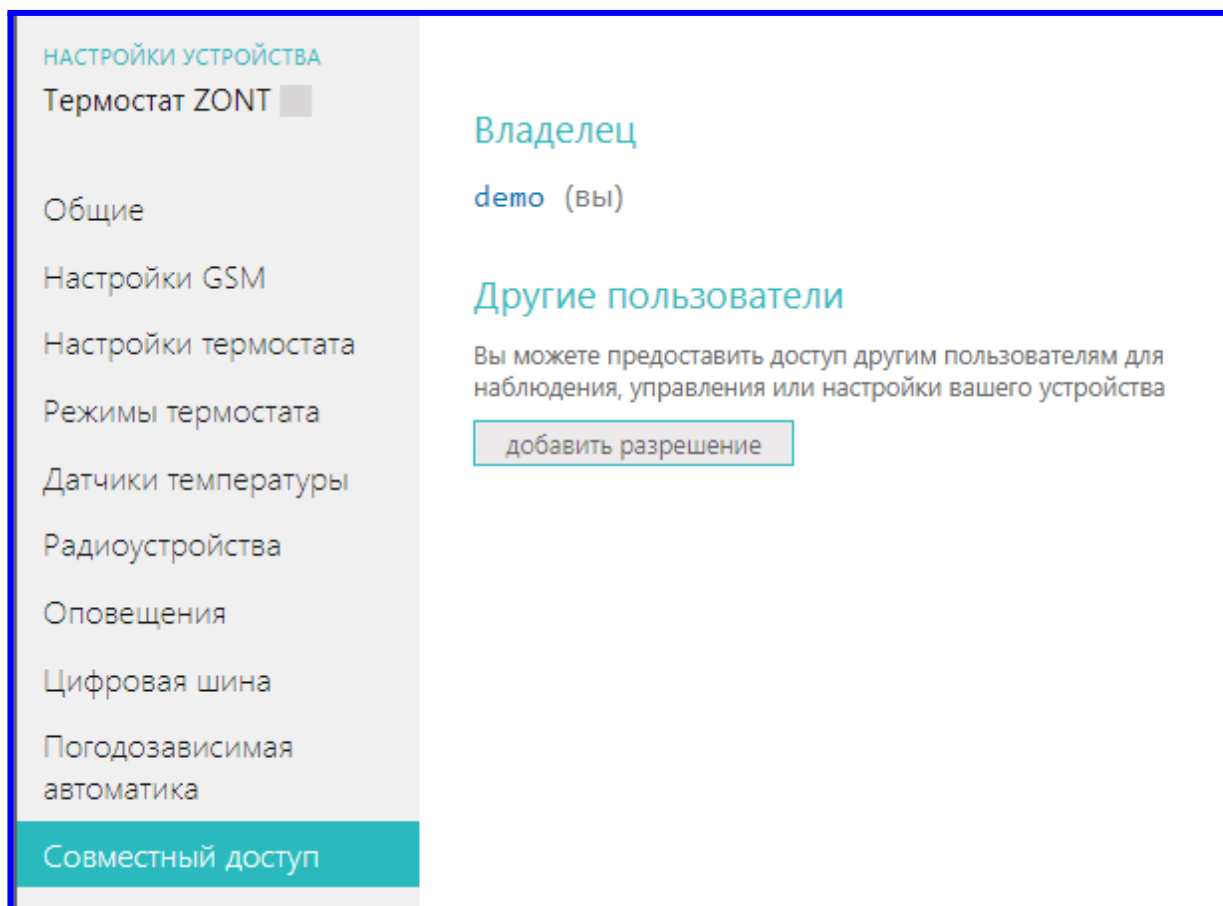 НАСТРОЙКИ УСТРОЙСТВА
Термостат ZONT
Общие
Настройки GSM
Настройки термостата
Режимы термостата
Датчики температуры
Радиоустройства
Оповещения
Цифровая шина
Погодозависимая
автоматика
Совместный доступ
Владелец
demo (вы)
Другие пользователи
Вы можете предоставить доступ другим пользователям для
наблюдения, управления или настройки вашего устройства
добавить разрешение